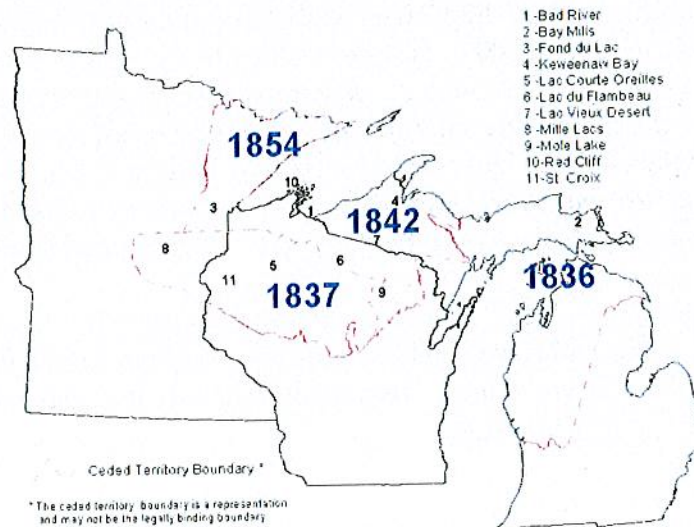 1 -Bad River
2 -Bay Mills
3 -Fond du Lac
4 -Keweenaw Bay
5 -Lac Courte Oreilles
6 -Lac du Flambeau
7 -Lac Vieux Desert
8 -Mille Lacs
9 -Mole Lake
10-Red Cliff
11-St. Croix
1854
10
4
3
1
1842
2
7
8
6
5
11
1837
9
1836
Ceded Territory Boundary *
* The ceded territory boundary is a representation
and may not be the legally binding boundary